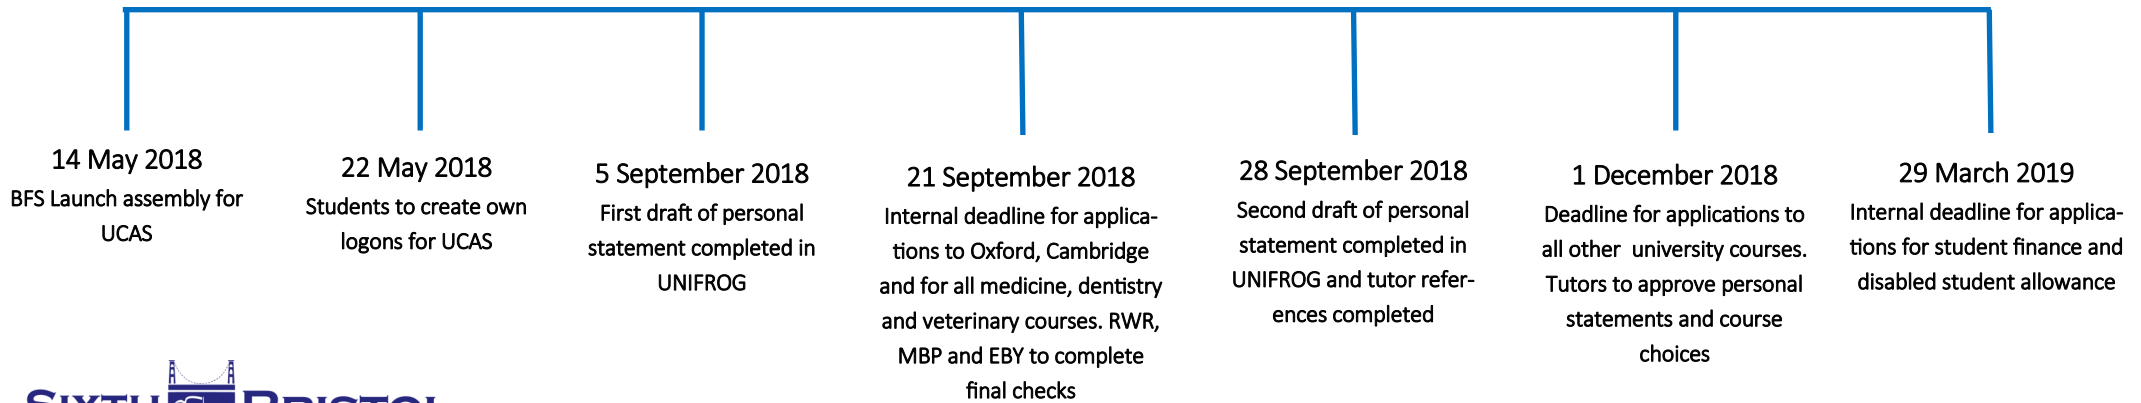 14 May 2018
BFS Launch assembly for
UCAS
22 May 2018
Students to create own
logons for UCAS
5 September 2018
First draft of personal
statement completed in
UNIFROG
21 September 2018
Internal deadline for applica-
tions to Oxford, Cambridge
and for all medicine, dentistry
and veterinary courses. RWR,
MBP and EBY to complete
final checks
28 September 2018
Second draft of personal
statement completed in
UNIFROG and tutor refer-
ences completed
1 December 2018
Deadline for applications to
all other  university courses.
Tutors to approve personal
statements and course
choices
29 March 2019
Internal deadline for applica-
tions for student finance and
disabled student allowance
SIXTH BRISTOL